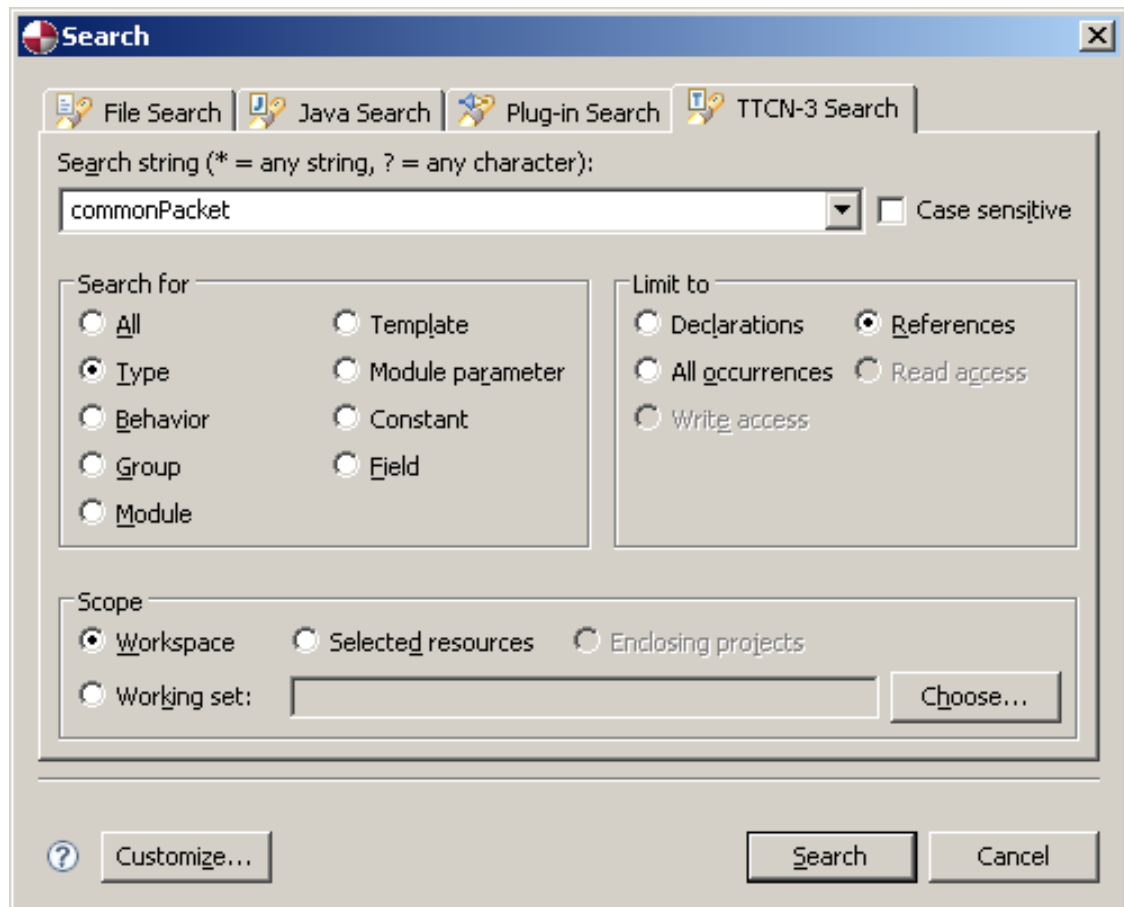 Search
File Search Java Search Plug-in Search TTCN-3 Search
Search string (* = any string, ? = any character):
commonPacket Case sensitive
Search for
All Template
Type Module parameter
Behavior Constant
Group Field
Module
Limit to
Declarations References
All occurrences Read access
Write access
Scope
Workspace Selected resources Enclosing projects
Working set: Choose...
? Customize... Search Cancel